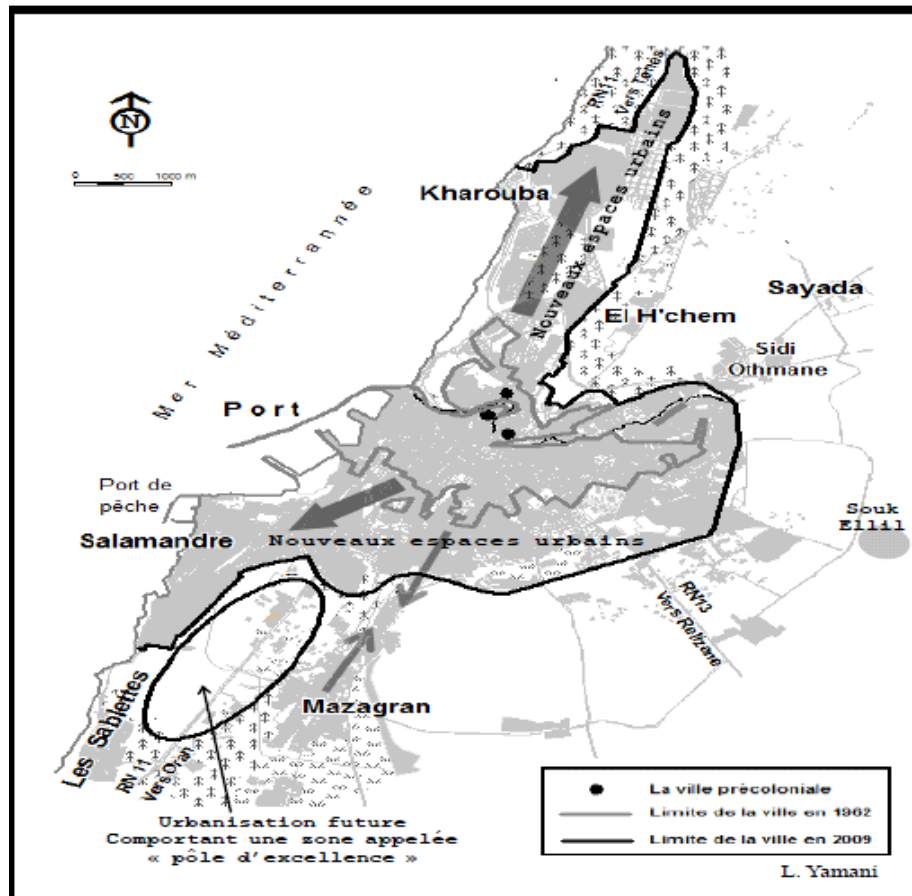 RN11
Vers Ténès
N
0 500 1000 m
Kharouba
Nouveaux espaces urbains
Mer Méditerrannée
Sayada
El H'chem
Sidi
Othmane
Port
Port de
pêche
Salamandre
Nouveaux espaces urbains
Souk
Ellil
RN13
Vers Relizane
Mazagran
Les Sablettes
RN 11
Vers Oran
Urbanisation future
Comportant une zone appelée
« pôle d'excellence »
La ville précoloniale
Limite de la ville en 1962
Limite de la ville en 2009
L. Yamani